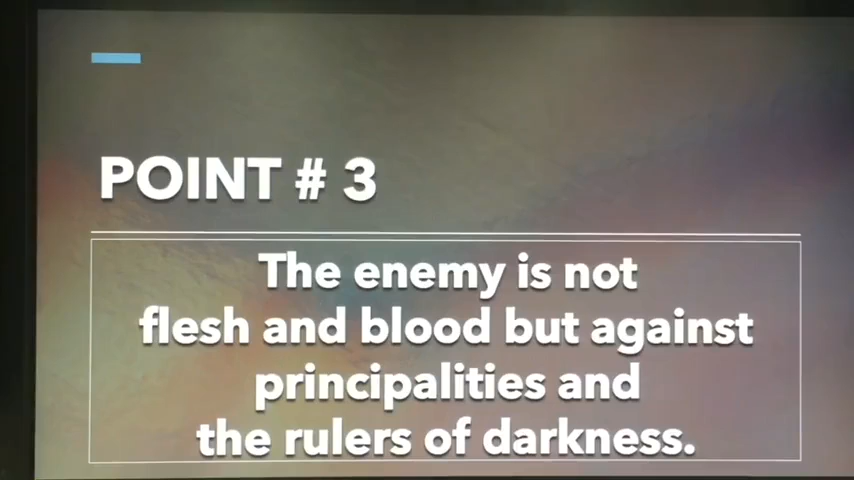 POINT # 3
The enemy is not
flesh and blood but against
principalities and
the rulers of darkness.